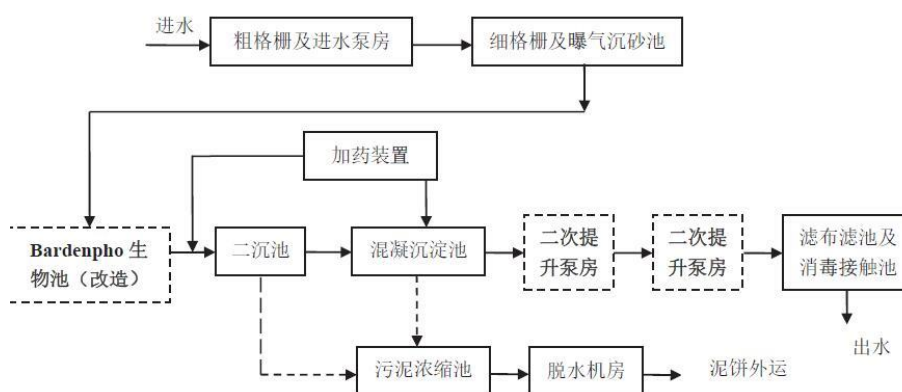 进水
粗格栅及进水泵房
细格栅及曝气沉砂池
加药装置
Bardenpho 生
物池（改造）
二沉池
混凝沉淀池
二次提
升泵房
二次提
升泵房
滤布滤池及
消毒接触池
出水
污泥浓缩池
脱水机房
泥饼外运